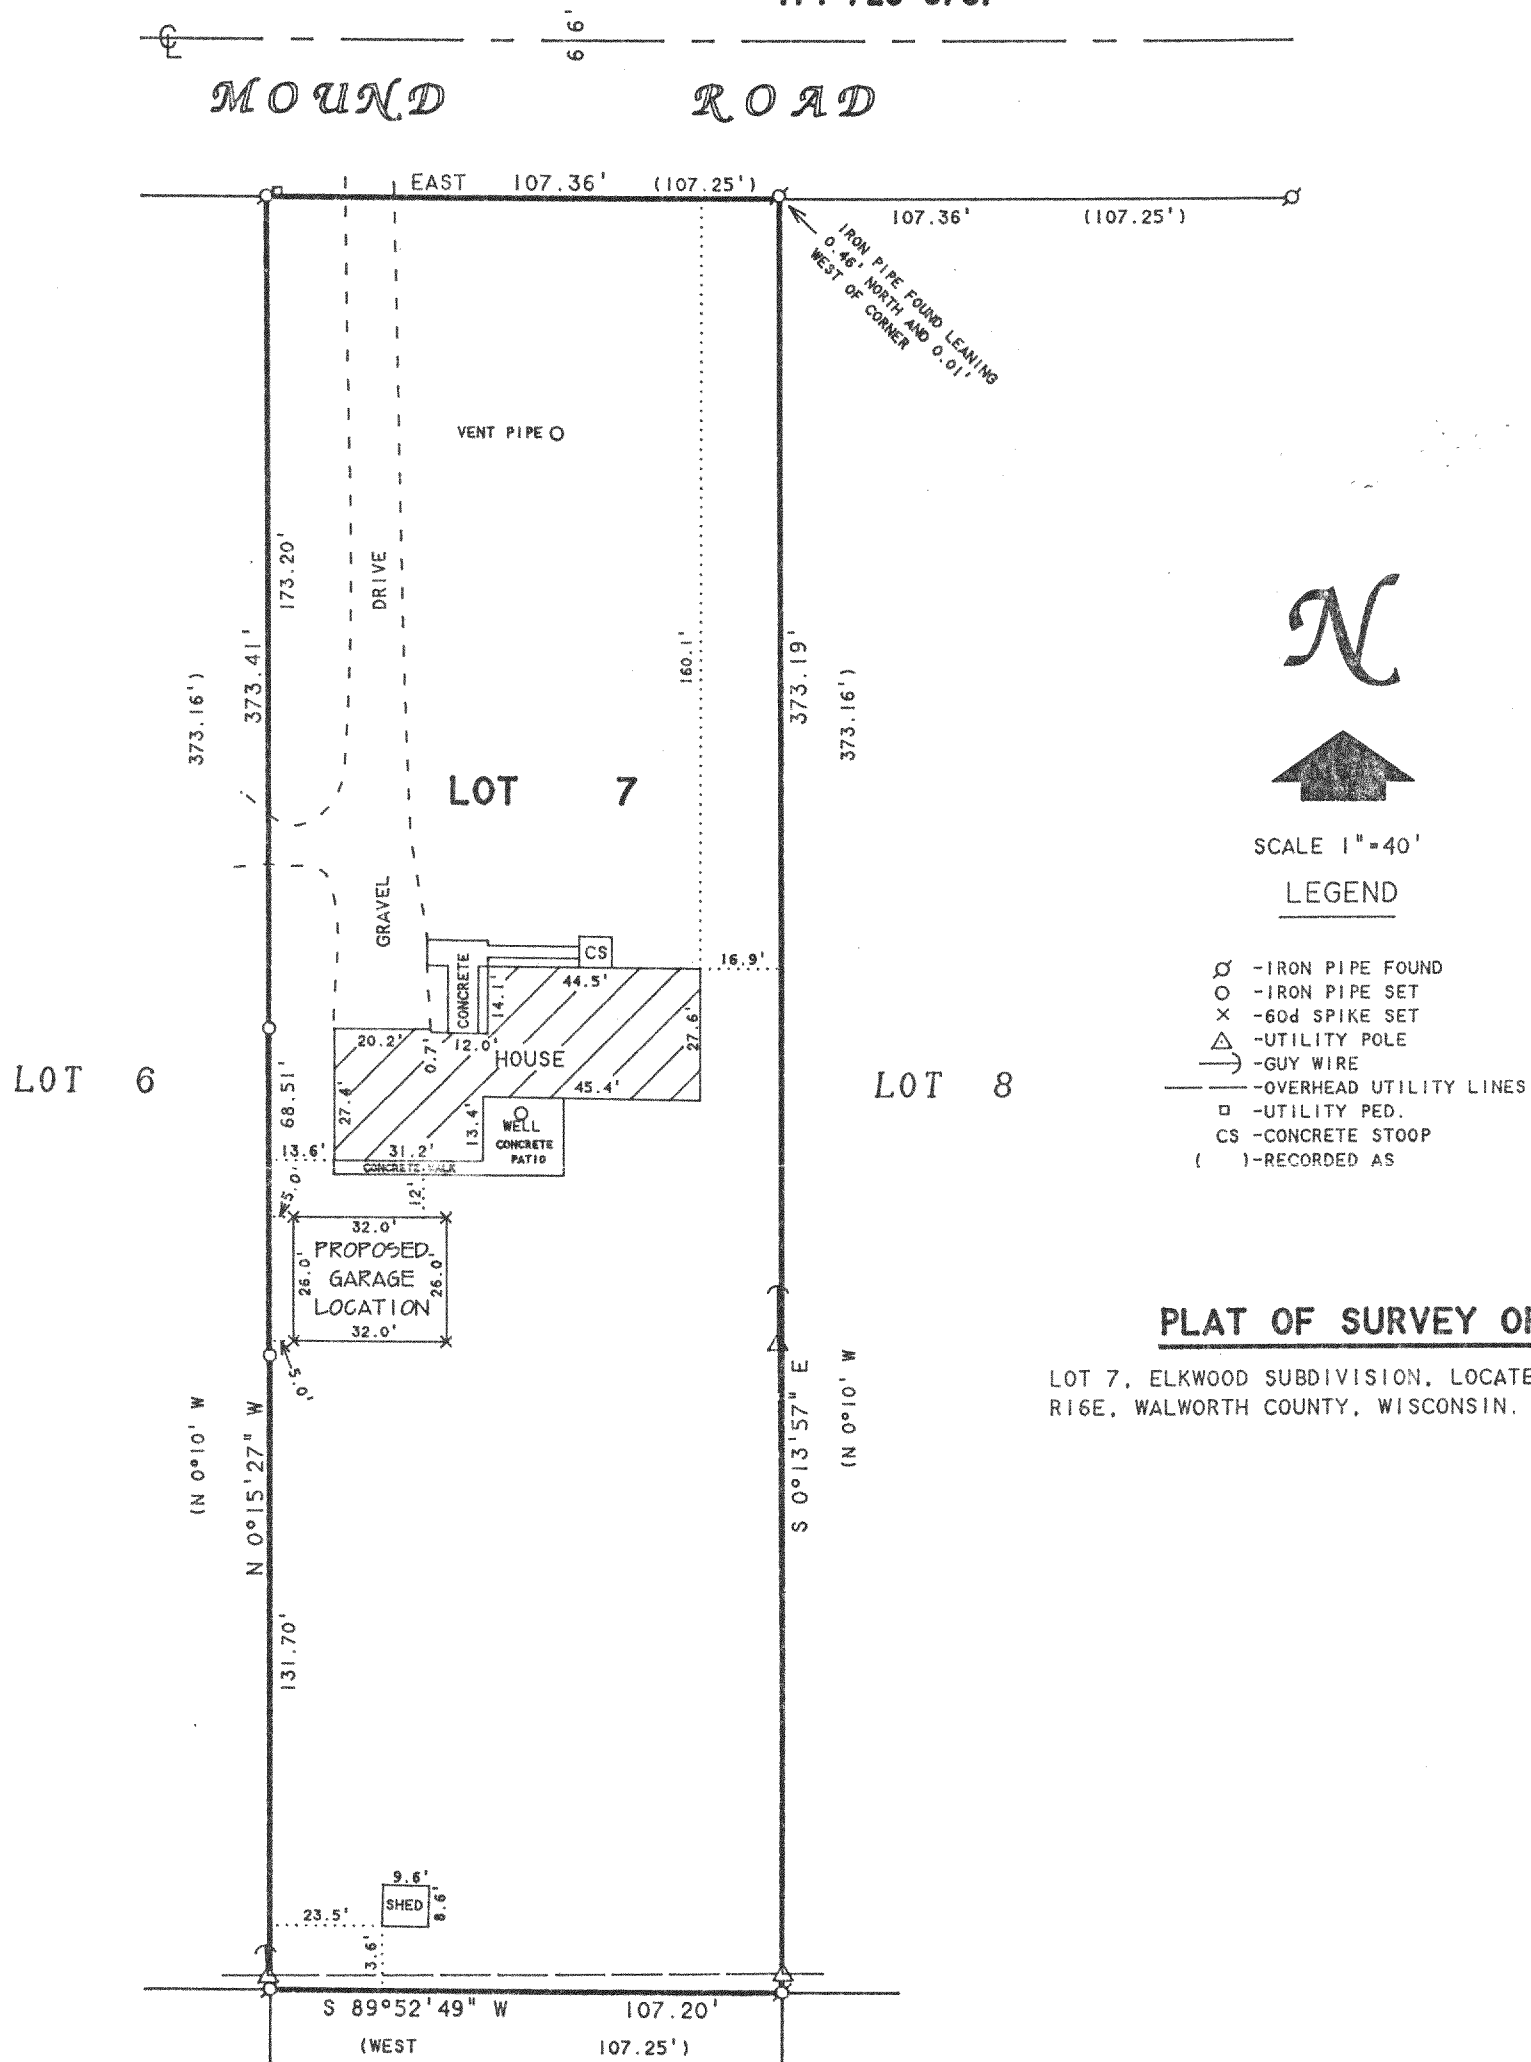 66'
MOUND ROAD
EAST 107.36' (107.25')
107.36' (107.25')
IRON PIPE FOUND LEANING
0.46' NORTH AND 0.01'
WEST OF CORNER
VENT PIPE
173.20'
DRIVE
373.41'
373.16')
160.1'
373.19'
373.16')
LOT 7
N
SCALE 1"=40'
LEGEND
-IRON PIPE FOUND
-IRON PIPE SET
-60d SPIKE SET
-UTILITY POLE
-GUY WIRE
-OVERHEAD UTILITY LINES
-UTILITY PED.
CS -CONCRETE STOOP
( )-RECORDED AS
GRAVEL
CONCRETE
CS
16.9'
44.5'
14.1'
27.6'
20.2'
0.7'
12.0'
HOUSE
45.4'
LOT 6
LOT 8
68.51'
27.4'
13.4'
WELL
CONCRETE
PATIO
13.6'
31.2'
CONCRETE WALK
12'
5.0'
32.0'
PROPOSED
GARAGE
LOCATION
26.0'
26.0'
32.0'
5.0'
PLAT OF SURVEY
LOT 7, ELKWOOD SUBDIVISION, LOCATE
R16E, WALWORTH COUNTY, WISCONSIN.
(N 0°10' W
N 0°15'27" W
S 0°13'57" E
(N 0°10' W
131.70'
9.6'
SHED
8.6'
23.5'
3.6'
S 89°52'49" W 107.20'
(WEST 107.25')